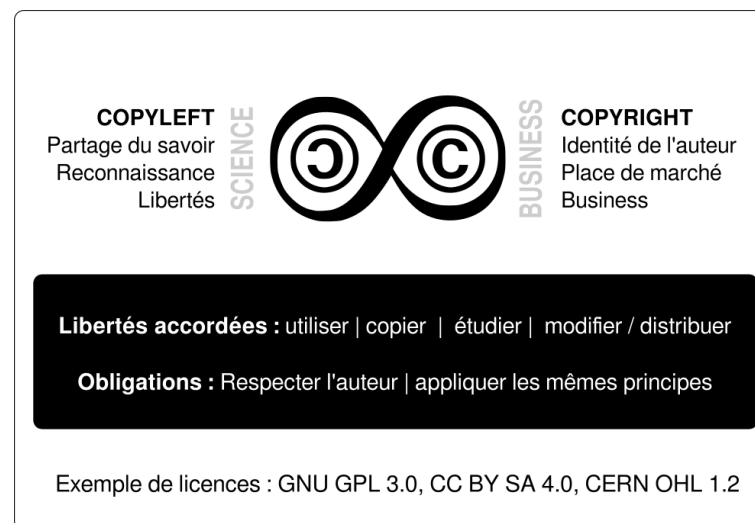 COPYLEFT
Partage du savoir
Reconnaissance
Libertés
SCIENCE
BUSINESS
COPYRIGHT
Identité de l'auteur
Place de marché
Business
Libertés accordées : utiliser | copier | étudier | modifier / distribuer
Obligations : Respecter l'auteur | appliquer les mêmes principes
Exemple de licences : GNU GPL 3.0, CC BY SA 4.0, CERN OHL 1.2